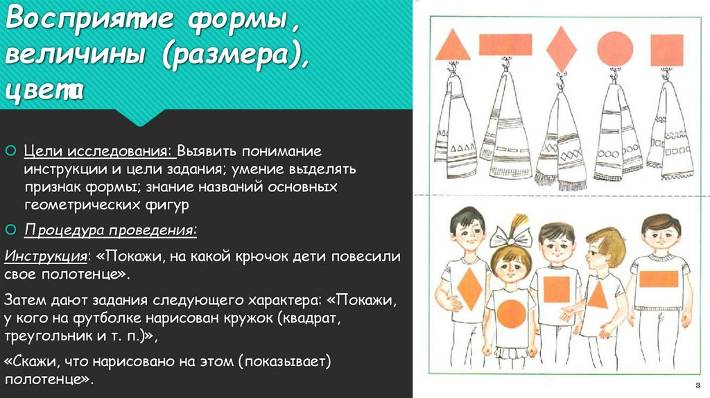 Восприятие формы,
величины (размера),
цвета
Цели исследования: Выявить понимание
инструкции и цели задания; умение выделять
признак формы; знание названий основных
геометрических фигур
Процедура проведения:
Инструкция: «Покажи, на какой крючок дети повесили
свое полотенце».
Затем дают задания следующего характера: «Покажи,
у кого на футболке нарисован кружок (квадрат,
треугольник и т. п.)»,
«Скажи, что нарисовано на этом (показывает)
полотенце».
3